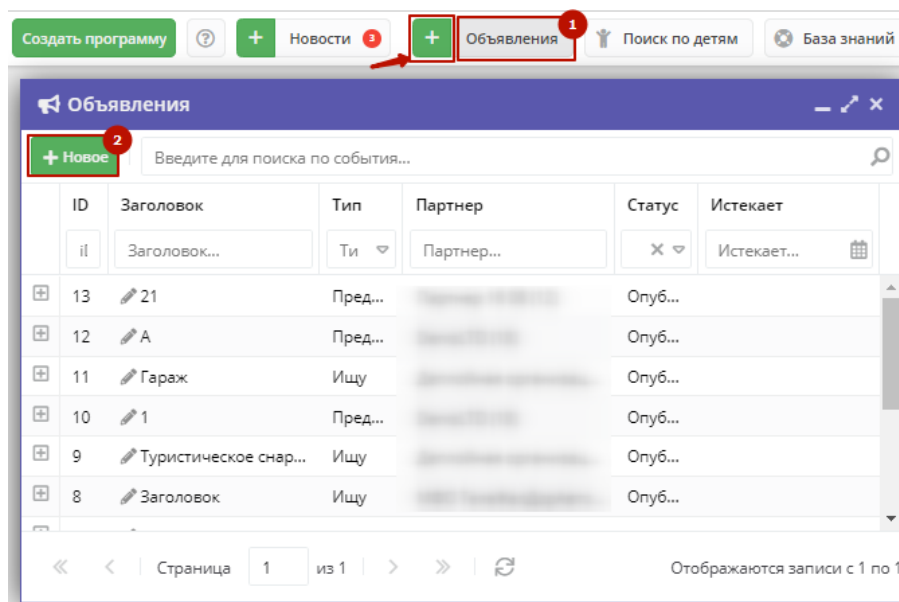 Создать программу ? + Новости 3 + Объявления 1 Поиск по детям База знаний
Объявления
2
+ Новое Введите для поиска по события...
ID Заголовок Тип Партнер Статус Истекает
Заголовок... Ти Партнер... Истекает...
13 21 Пред... Опуб...
12 А Пред... Опуб...
11 Гараж Ищу Опуб...
10 1 Пред... Опуб...
9 Туристическое снар... Ищу Опуб...
8 Заголовок Ищу Опуб...
Страница 1 из 1 Отображаются записи с 1 по 1